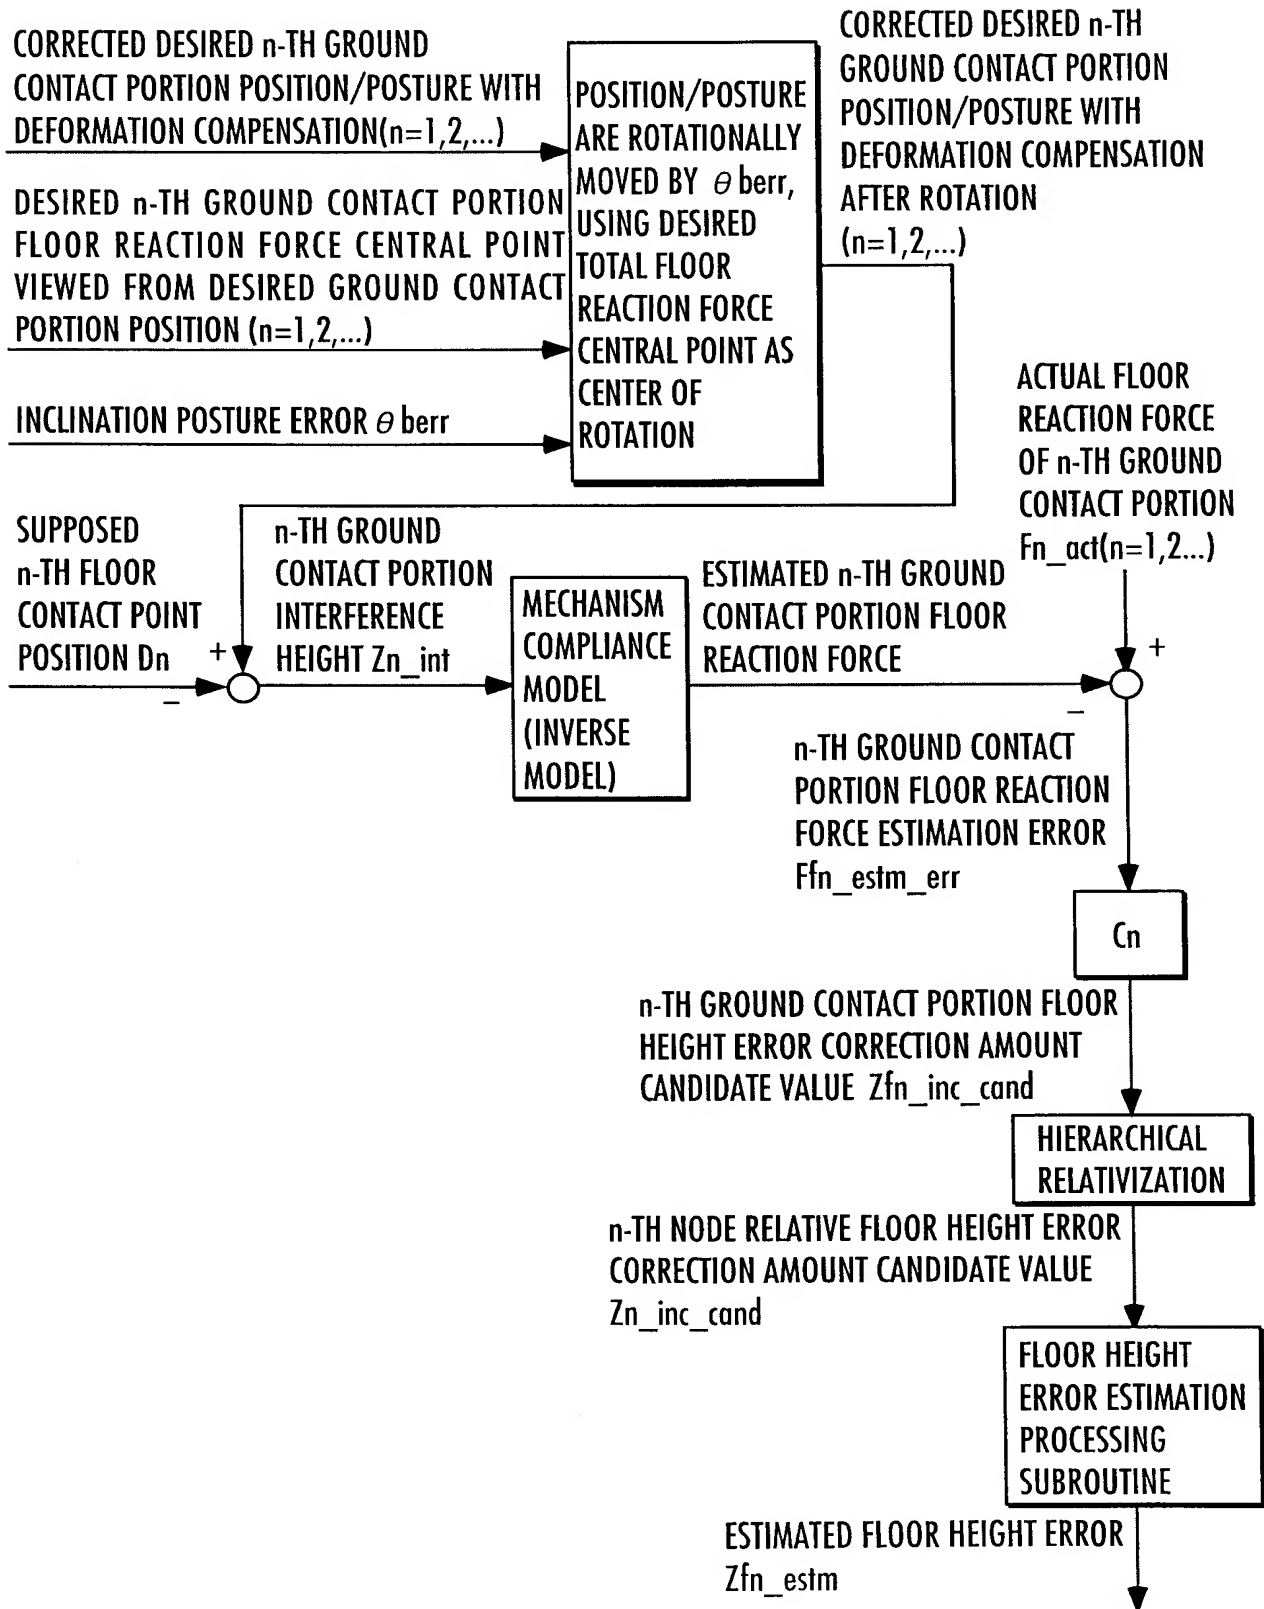 CORRECTED DESIRED n-TH GROUND
CONTACT PORTION POSITION/POSTURE WITH
DEFORMATION COMPENSATION(n=1,2,...)
DESIRED n-TH GROUND CONTACT PORTION
FLOOR REACTION FORCE CENTRAL POINT
VIEWED FROM DESIRED GROUND CONTACT
PORTION POSITION (n=1,2,...)
INCLINATION POSTURE ERROR θ berr
POSITION/POSTURE
ARE ROTATIONALLY
MOVED BY θ berr,
USING DESIRED
TOTAL FLOOR
REACTION FORCE
CENTRAL POINT AS
CENTER OF
ROTATION
CORRECTED DESIRED n-TH
GROUND CONTACT PORTION
POSITION/POSTURE WITH
DEFORMATION COMPENSATION
AFTER ROTATION
(n=1,2,...)
ACTUAL FLOOR
REACTION FORCE
OF n-TH GROUND
CONTACT PORTION
Fn_act(n=1,2...)
SUPPOSED
n-TH FLOOR
CONTACT POINT
POSITION Dn
+
−
n-TH GROUND
CONTACT PORTION
INTERFERENCE
HEIGHT Zn_int
MECHANISM
COMPLIANCE
MODEL
(INVERSE
MODEL)
ESTIMATED n-TH GROUND
CONTACT PORTION FLOOR
REACTION FORCE
+
−
n-TH GROUND CONTACT
PORTION FLOOR REACTION
FORCE ESTIMATION ERROR
Ffn_estm_err
Cn
n-TH GROUND CONTACT PORTION FLOOR
HEIGHT ERROR CORRECTION AMOUNT
CANDIDATE VALUE Zfn_inc_cand
HIERARCHICAL
RELATIVIZATION
n-TH NODE RELATIVE FLOOR HEIGHT ERROR
CORRECTION AMOUNT CANDIDATE VALUE
Zn_inc_cand
FLOOR HEIGHT
ERROR ESTIMATION
PROCESSING
SUBROUTINE
ESTIMATED FLOOR HEIGHT ERROR
Zfn_estm